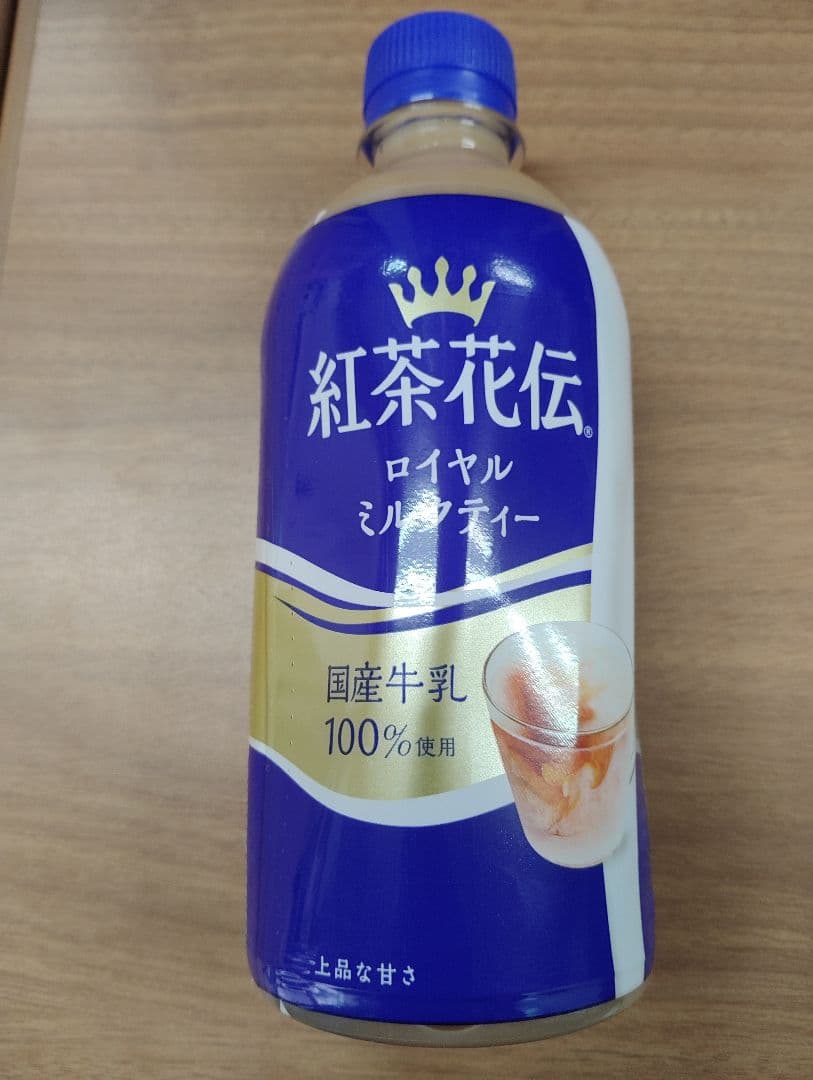 紅茶花伝®
ロイヤル
ミルクティー
国産牛乳
100%使用
上品な甘さ